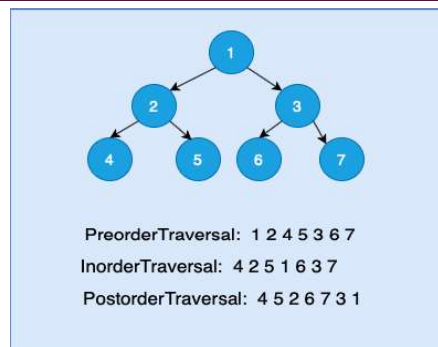 1
2 3
4 5 6 7
PreorderTraversal: 1 2 4 5 3 6 7
InorderTraversal: 4 2 5 1 6 3 7
PostorderTraversal: 4 5 2 6 7 3 1